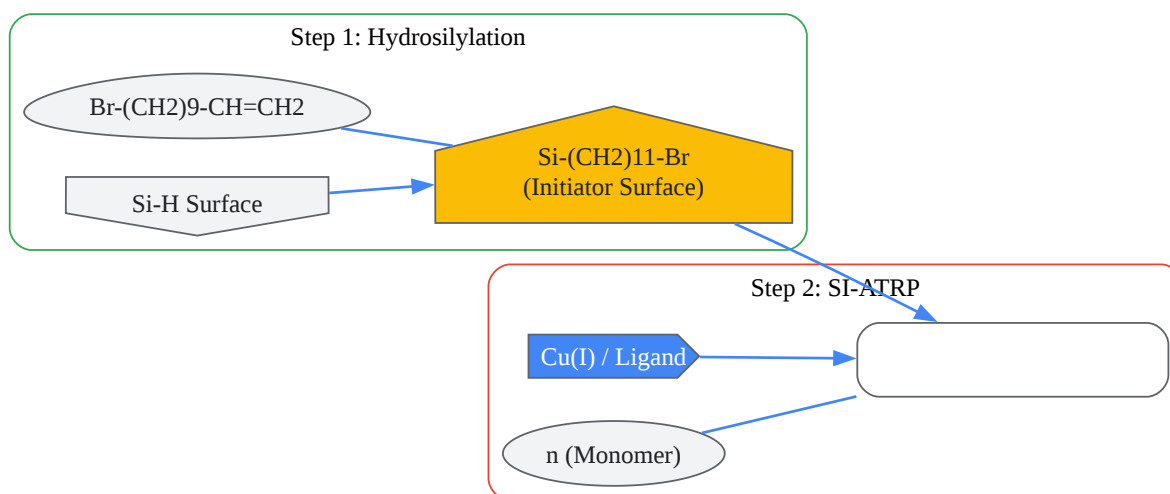 Step 1: Hydrosilylation
Br-(CH2)9-CH=CH2
Si-H Surface
Si-(CH2)11-Br
(Initiator Surface)
Step 2: SI-ATRP
Cu(I) / Ligand
n (Monomer)